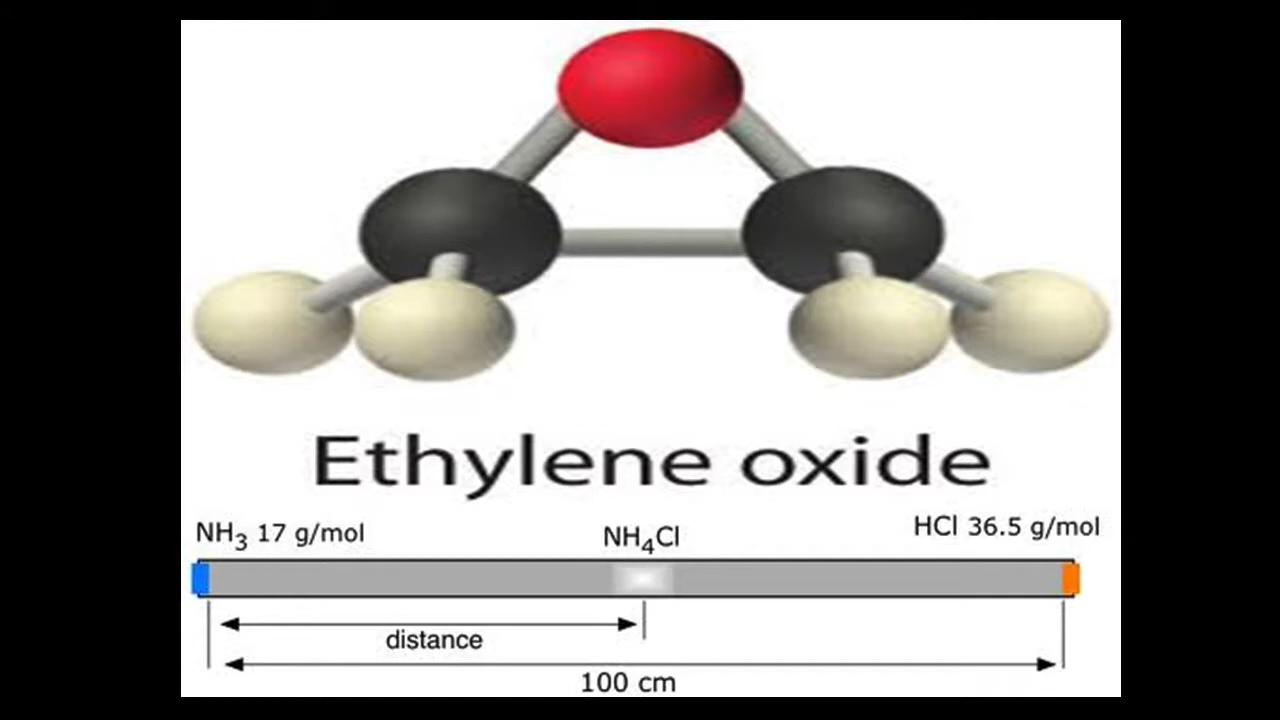 Ethylene oxide
NH₃ 17 g/mol
NH₄Cl
HCl 36.5 g/mol
distance
100 cm